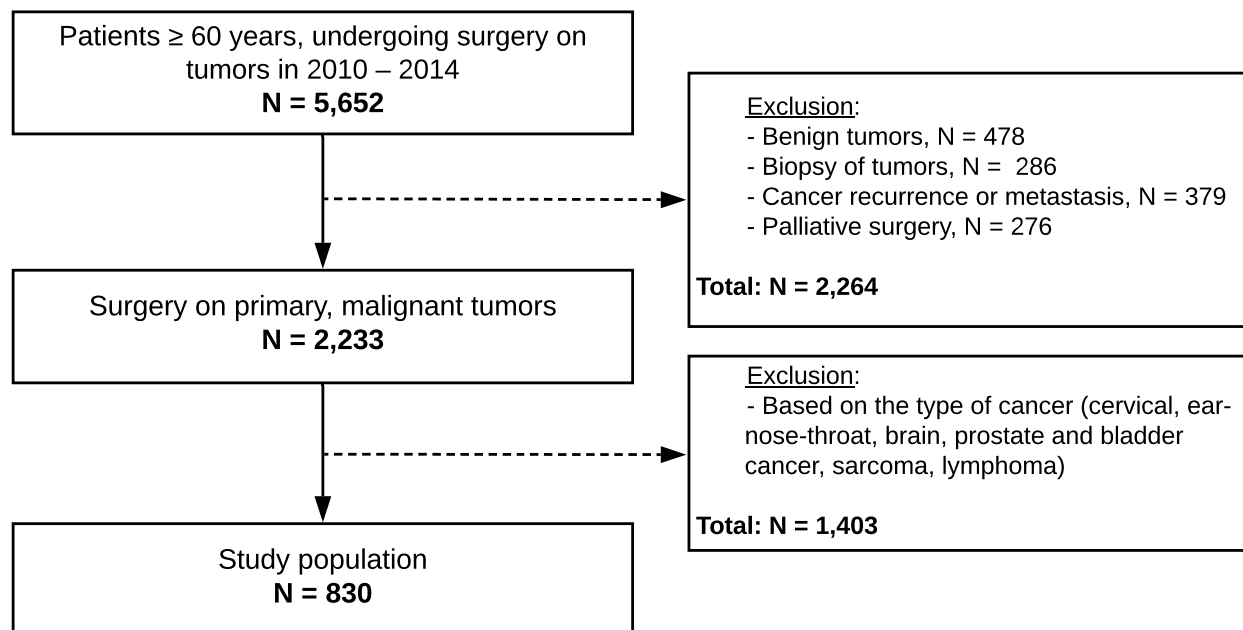 Patients ≥ 60 years, undergoing surgery on
tumors in 2010 – 2014
N = 5,652
Exclusion:
- Benign tumors, N = 478
- Biopsy of tumors, N =  286
- Cancer recurrence or metastasis, N = 379
- Palliative surgery, N = 276
Total: N = 2,264
Surgery on primary, malignant tumors
N = 2,233
Exclusion:
- Based on the type of cancer (cervical, ear-
nose-throat, brain, prostate and bladder
cancer, sarcoma, lymphoma)
Total: N = 1,403
Study population
N = 830